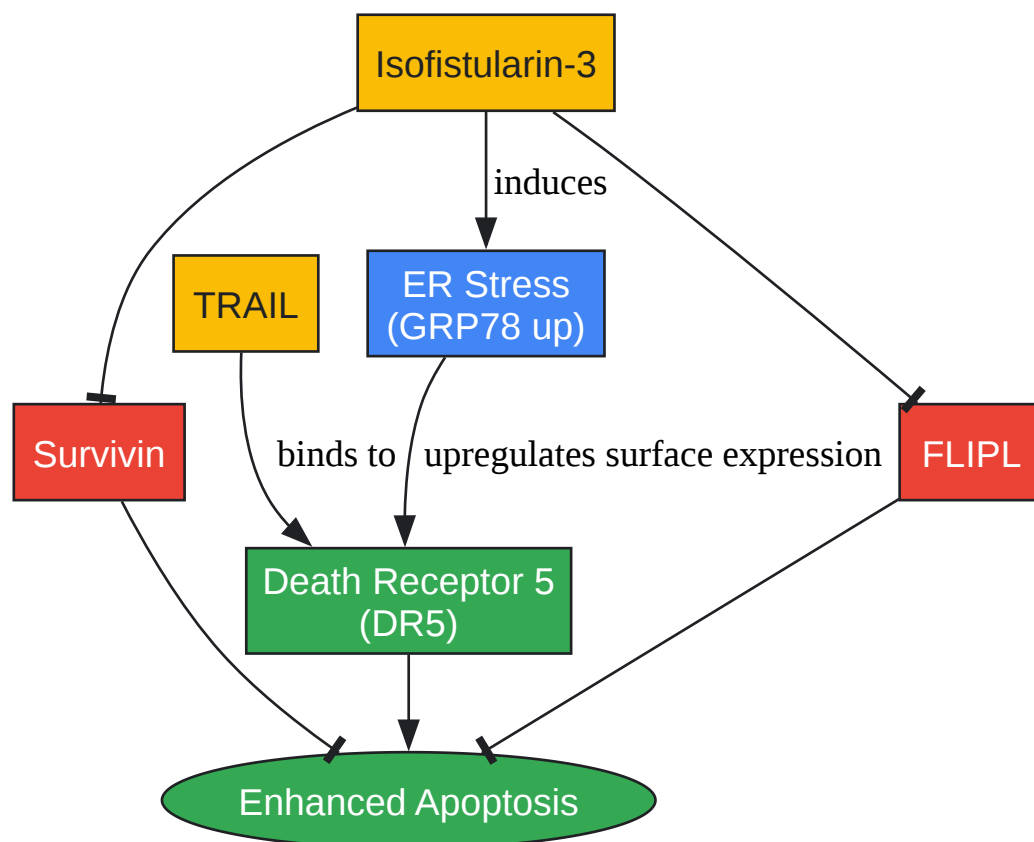 Isofistularin-3
induces
TRAIL
ER Stress
(GRP78 up)
Survivin
binds to
upregulates surface expression
FLIPL
Death Receptor 5
(DR5)
Enhanced Apoptosis